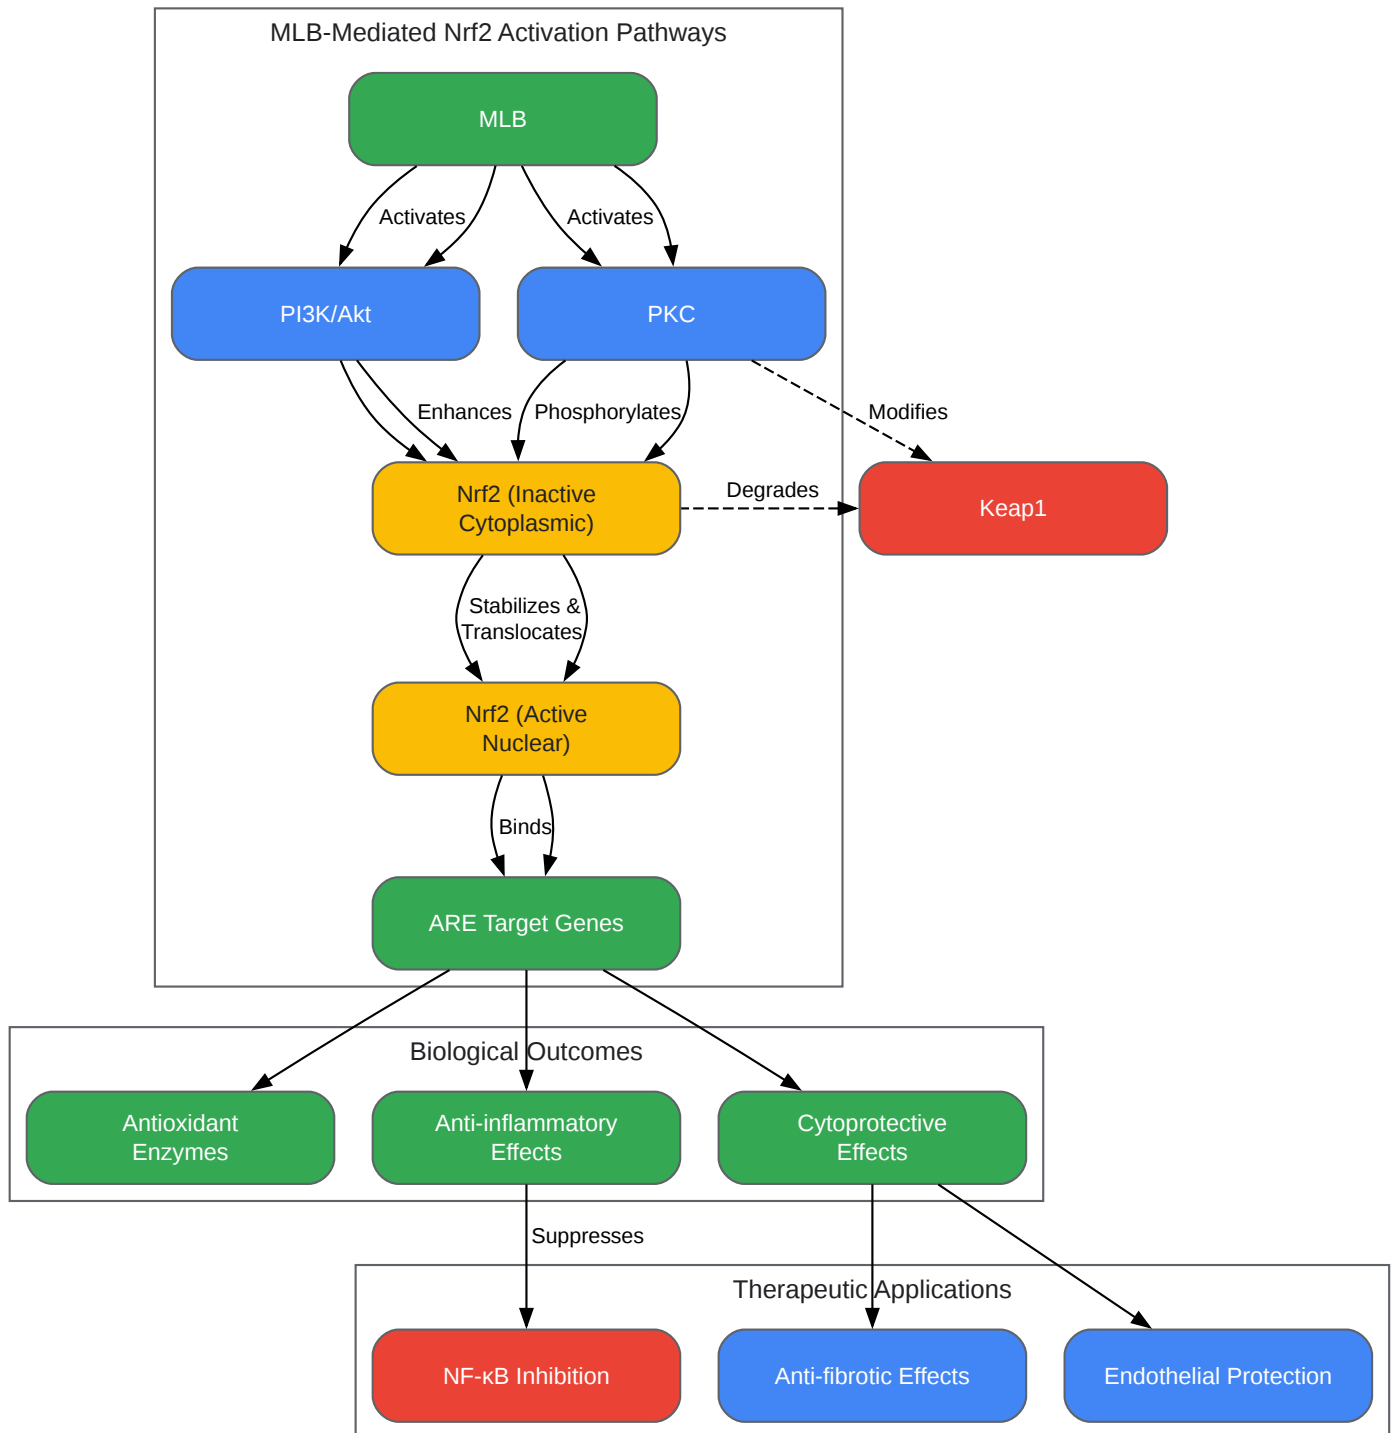 MLB-Mediated Nrf2 Activation Pathways
MLB
Activates
Activates
PI3K/Akt
PKC
Enhances
Phosphorylates
Modifies
Nrf2 (Inactive
Cytoplasmic)
Degrades
Keap1
Stabilizes &
Translocates
Nrf2 (Active
Nuclear)
Binds
ARE Target Genes
Biological Outcomes
Antioxidant
Enzymes
Anti-inflammatory
Effects
Cytoprotective
Effects
Suppresses
Therapeutic Applications
NF-κB Inhibition
Anti-fibrotic Effects
Endothelial Protection